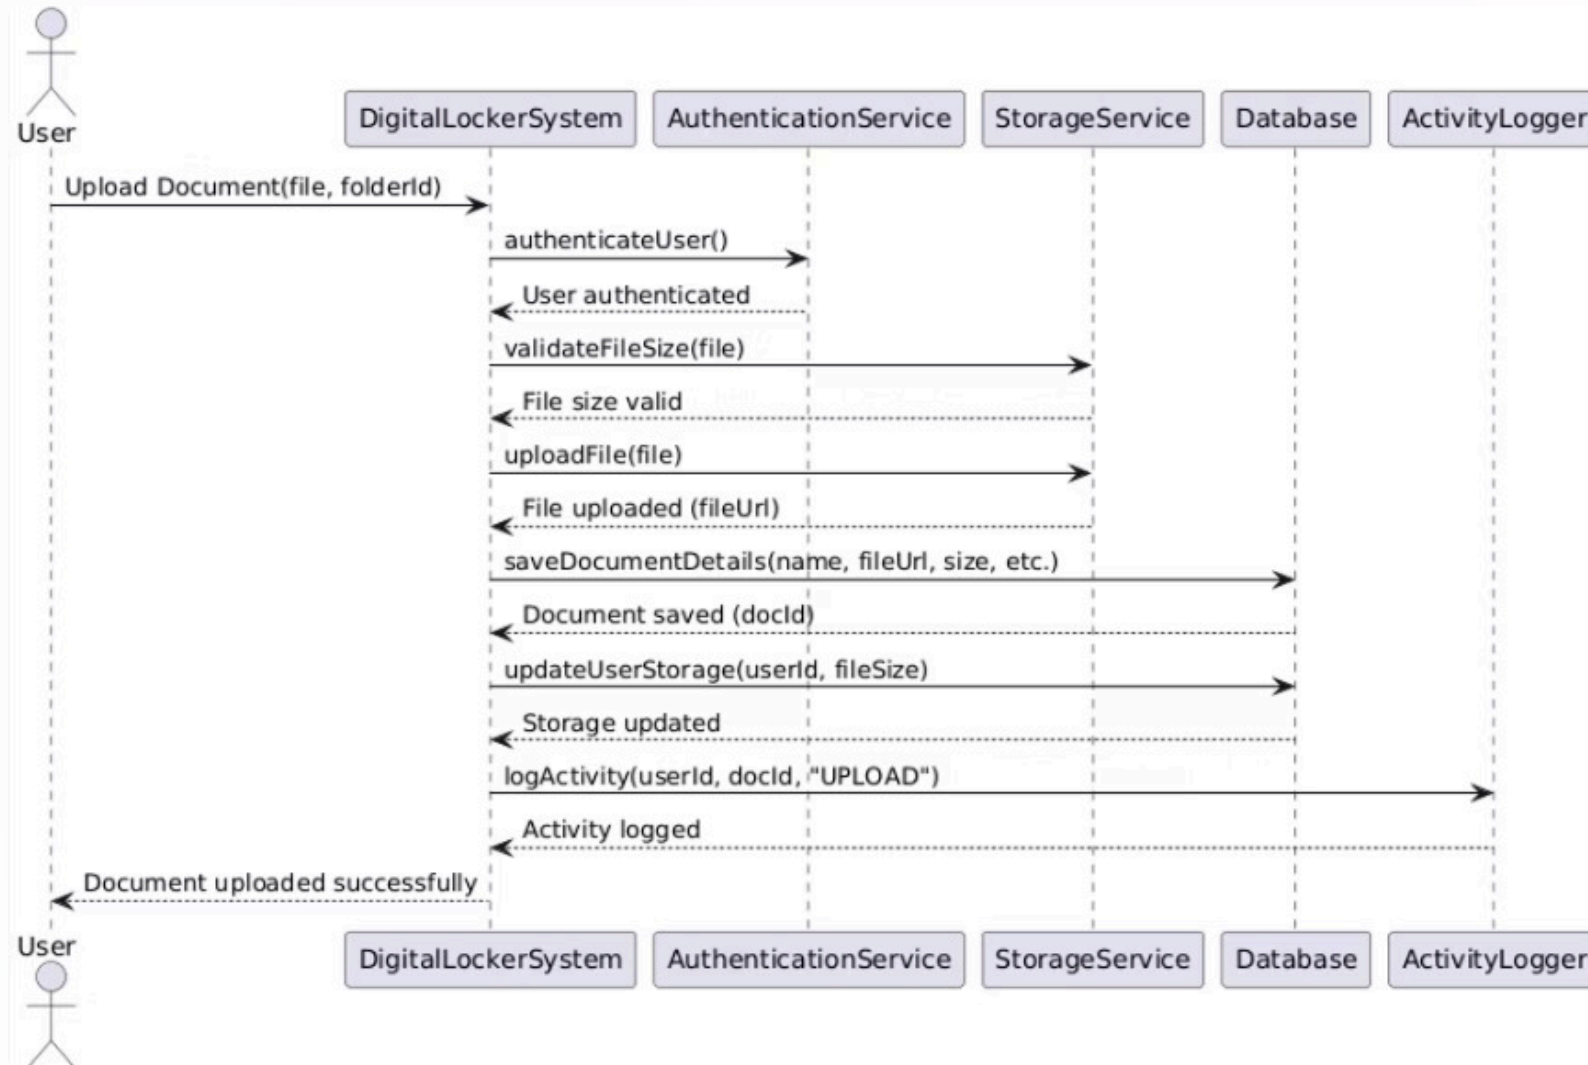 User
DigitalLockerSystem
AuthenticationService
StorageService
Database
ActivityLogger
Upload Document(file, folderId)
authenticateUser()
User authenticated
validateFileSize(file)
File size valid
uploadFile(file)
File uploaded (fileUrl)
saveDocumentDetails(name, fileUrl, size, etc.)
Document saved (docId)
updateUserStorage(userId, fileSize)
Storage updated
logActivity(userId, docId, "UPLOAD")
Activity logged
Document uploaded successfully
User
DigitalLockerSystem
AuthenticationService
StorageService
Database
ActivityLogger